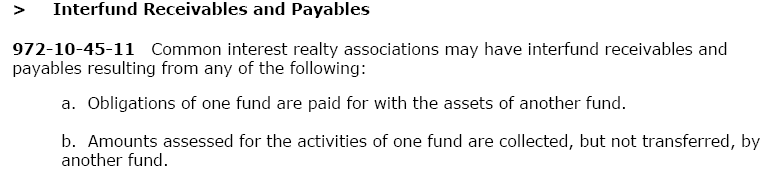 > Interfund Receivables and Payables
972-10-45-11 Common interest realty associations may have interfund receivables and
payables resulting from any of the following:
a. Obligations of one fund are paid for with the assets of another fund.
b. Amounts assessed for the activities of one fund are collected, but not transferred, by
another fund.